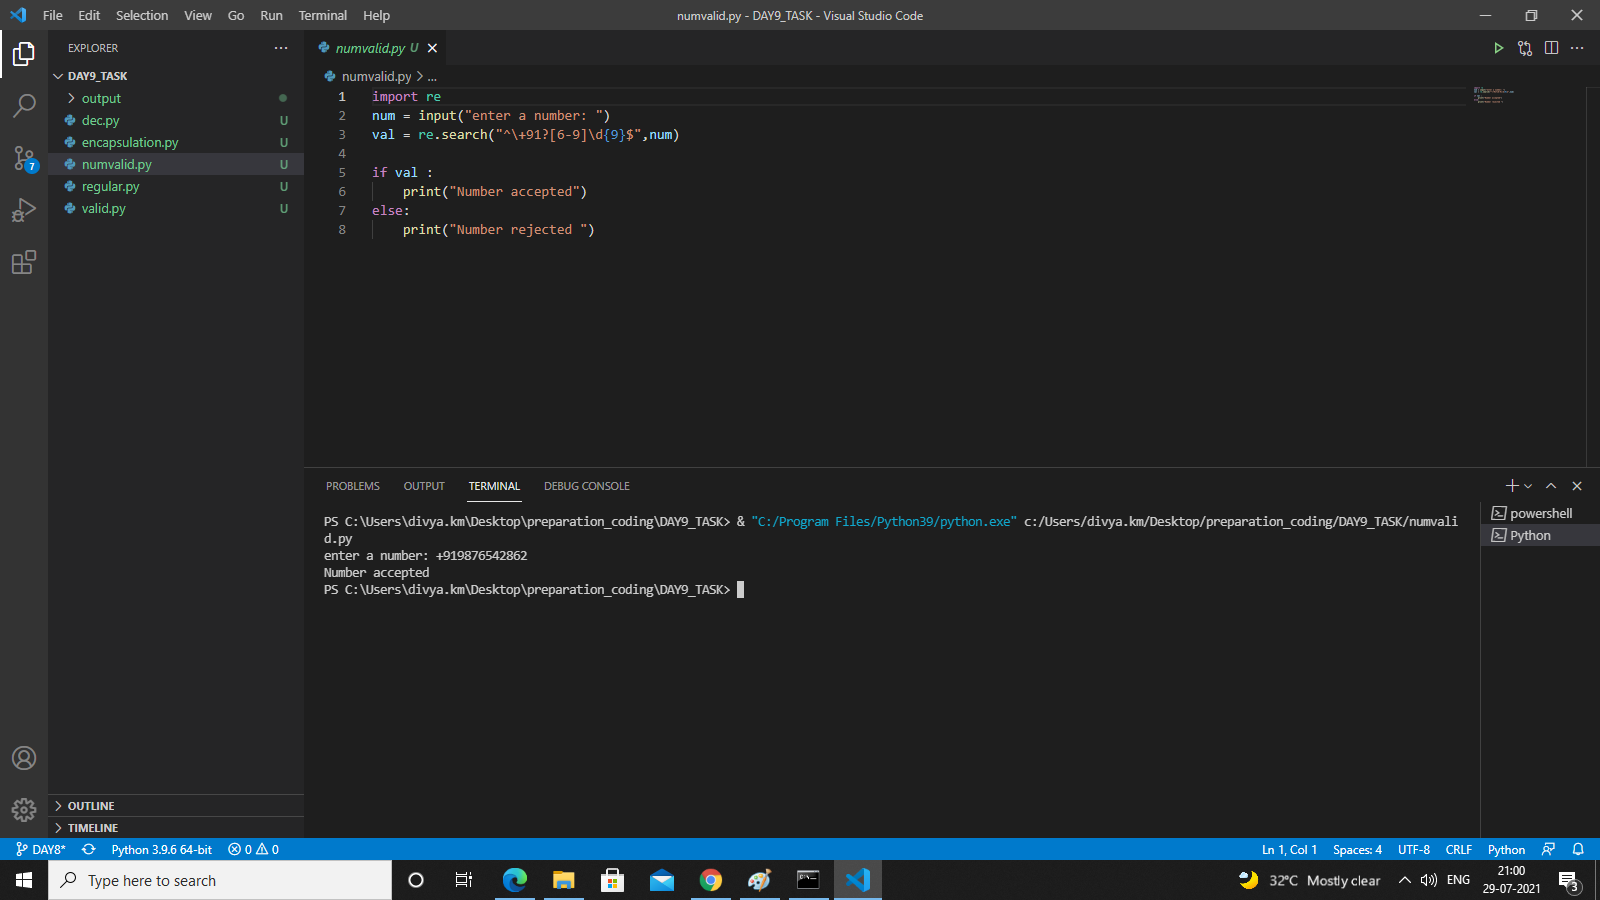 File Edit Selection View Go Run Terminal Help
numvalid.py - DAY9_TASK - Visual Studio Code
EXPLORER
DAY9_TASK
output
dec.py U
encapsulation.py U
numvalid.py U
regular.py U
valid.py U
7
OUTLINE
TIMELINE
numvalid.py U
numvalid.py > ...
1 import re
2 num = input("enter a number: ")
3 val = re.search("^\+91?[6-9]\d{9}$",num)
4
5 if val :
6 print("Number accepted")
7 else:
8 print("Number rejected ")
PROBLEMS OUTPUT TERMINAL DEBUG CONSOLE
PS C:\Users\divya.km\Desktop\preparation_coding\DAY9_TASK> & "C:/Program Files/Python39/python.exe" c:/Users/divya.km/Desktop/preparation_coding/DAY9_TASK/numvali
d.py
enter a number: +919876542862
Number accepted
PS C:\Users\divya.km\Desktop\preparation_coding\DAY9_TASK>
powershell
Python
DAY8* Python 3.9.6 64-bit 0 0 Ln 1, Col 1 Spaces: 4 UTF-8 CRLF Python
Type here to search
32°C Mostly clear
ENG
21:00
29-07-2021
3